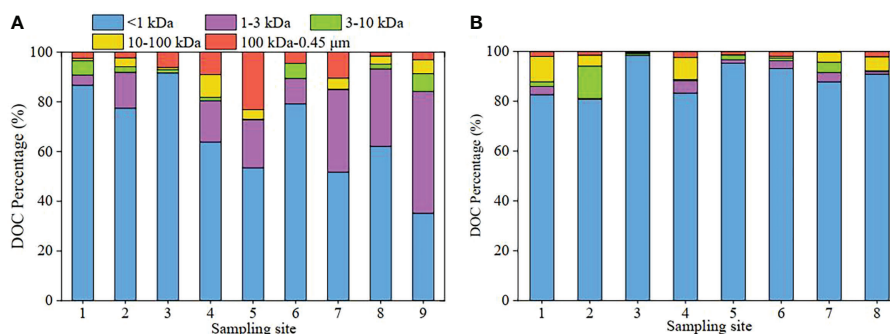 A
<1 kDa 1-3 kDa 3-10 kDa
10-100 kDa 100 kDa-0.45 μm
DOC Percentage (%)
100
80
60
40
20
0
1 2 3 4 5 6 7 8 9
Sampling site
B
DOC Percentage (%)
100
80
60
40
20
0
1 2 3 4 5 6 7 8
Sampling site